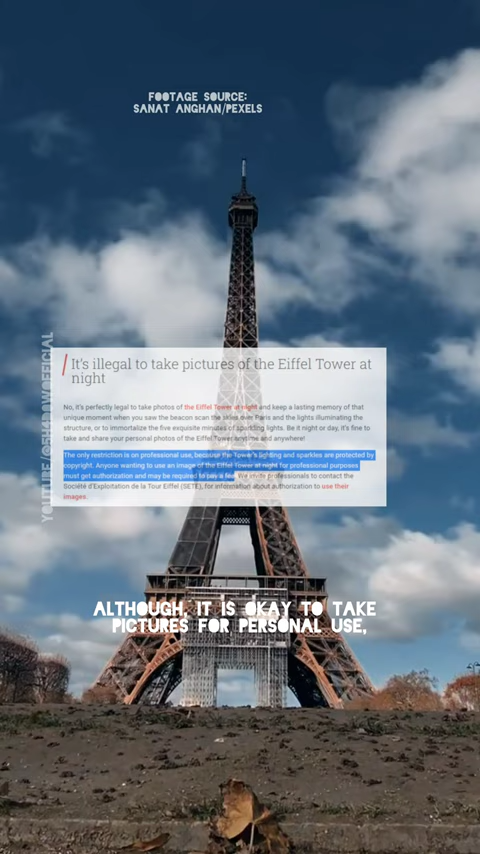 FOOTAGE SOURCE:
SANAT ANGHAN/PEXELS
YOUTUBE/@5H4D0W0FFICIAL
It's illegal to take pictures of the Eiffel Tower at
night
No, it's perfectly legal to take photos of the Eiffel Tower at night and keep a lasting memory of that
unique moment when you saw the beacon scan the skies over Paris and the lights illuminating the
structure, or to immortalize the five exquisite minutes of sparkling lights. Be it night or day, it's fine to
take and share your personal photos of the Eiffel Tower anytime and anywhere!
The only restriction is on professional use, because the Tower's lighting and sparkles are protected by
copyright. Anyone wanting to use an image of the Eiffel Tower at night for professional purposes
must get authorization and may be required to pay a fee. We invite professionals to contact the
Société d'Exploitation de la Tour Eiffel (SETE), for information about authorization to use their
images.
ALTHOUGH, IT IS OKAY TO TAKE
PICTURES FOR PERSONAL USE,